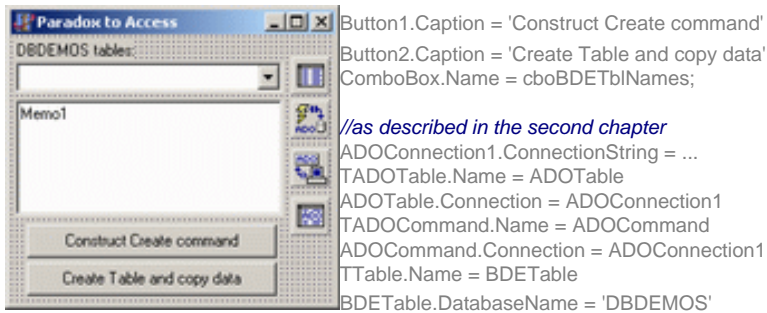 Paradox to Access
DBDEMOS tables:
Memo1
ADO
ADO
Construct Create command
Create Table and copy data
Button1.Caption = 'Construct Create command'
Button2.Caption = 'Create Table and copy data'
ComboBox.Name = cboBDETblNames;
//as described in the second chapter
ADOConnection1.ConnectionString = ...
TADOTable.Name = ADOTable
ADOTable.Connection = ADOConnection1
TADOCommand.Name = ADOCommand
ADOCommand.Connection = ADOConnection1
TTable.Name = BDETable
BDETable.DatabaseName = 'DBDEMOS'